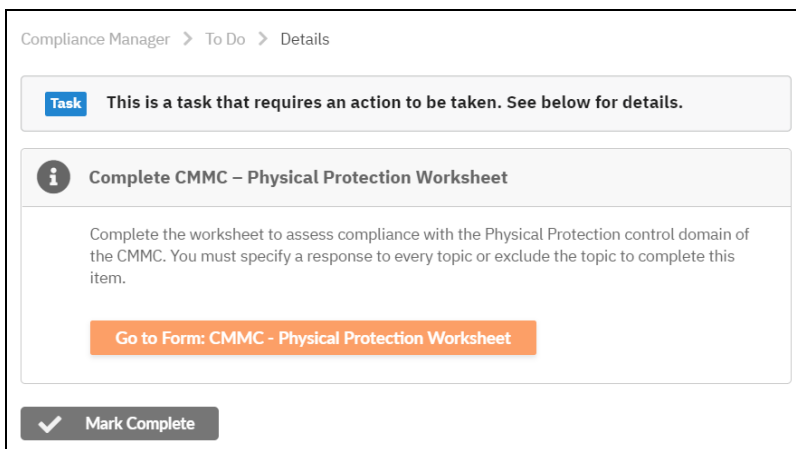 Compliance Manager > To Do > Details
Task This is a task that requires an action to be taken. See below for details.
Complete CMMC – Physical Protection Worksheet
Complete the worksheet to assess compliance with the Physical Protection control domain of
the CMMC. You must specify a response to every topic or exclude the topic to complete this
item.
Go to Form: CMMC - Physical Protection Worksheet
Mark Complete